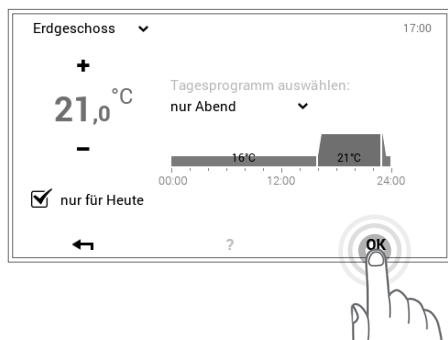 Erdgeschoss 17:00
+
21,0 °C
Tagesprogramm auswählen:
nur Abend
−
16°C 21°C
00:00 12:00 24:00
nur für Heute
? OK